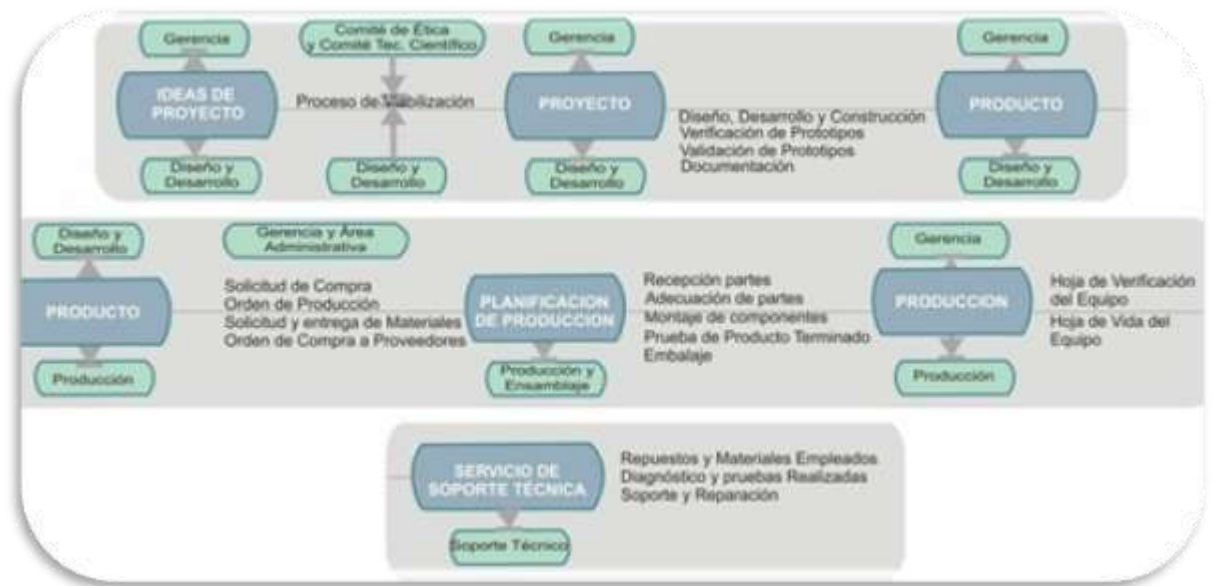 Gerencia
Comité de Ética
y Comité Tec. Científico
Gerencia
Gerencia
IDEAS DE
PROYECTO
Proceso de Viabilización
PROYECTO
Diseño, Desarrollo y Construcción
Verificación de Prototipos
Validación de Prototipos
Documentación
PRODUCTO
Diseño y
Desarrollo
Diseño y
Desarrollo
Diseño y
Desarrollo
Diseño y
Desarrollo
Diseño y
Desarrollo
Gerencia y Área
Administrativa
Gerencia
PRODUCTO
Solicitud de Compra
Orden de Producción
Solicitud y entrega de Materiales
Orden de Compra a Proveedores
PLANIFICACION
DE PRODUCCION
Recepción partes
Adecuación de partes
Montaje de componentes
Prueba de Producto Terminado
Embalaje
PRODUCCION
Hoja de Verificación
del Equipo
Hoja de Vida del
Equipo
Producción
Producción y
Ensamblaje
Producción
SERVICIO DE
SOPORTE TÉCNICA
Repuestos y Materiales Empleados
Diagnóstico y pruebas Realizadas
Soporte y Reparación
Soporte Técnico